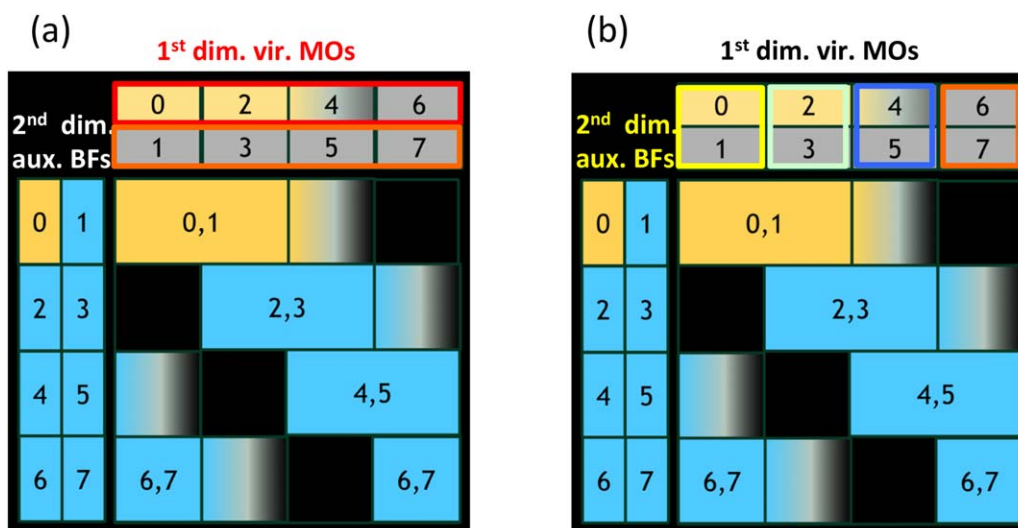 (a)
1st dim. vir. MOs
0 2 4 6
2nd dim.
1 3 5 7
aux. BFs
0 1 0,1
2 3 2,3
4 5 4,5
6 7 6,7 6,7
(b)
1st dim. vir. MOs
0 2 4 6
2nd dim.
1 3 5 7
aux. BFs
0 1 0,1
2 3 2,3
4 5 4,5
6 7 6,7 6,7